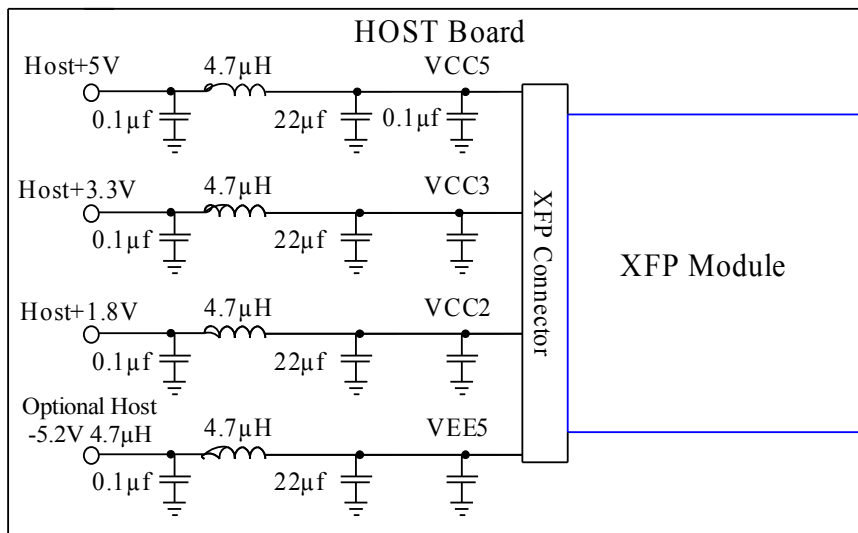 HOST Board
Host+5V
4.7µH
VCC5
0.1µf
22µf
0.1µf
Host+3.3V
4.7µH
VCC3
0.1µf
22µf
XFP Connector
XFP Module
Host+1.8V
4.7µH
VCC2
0.1µf
22µf
Optional Host
-5.2V 4.7µH
4.7µH
VEE5
0.1µf
22µf